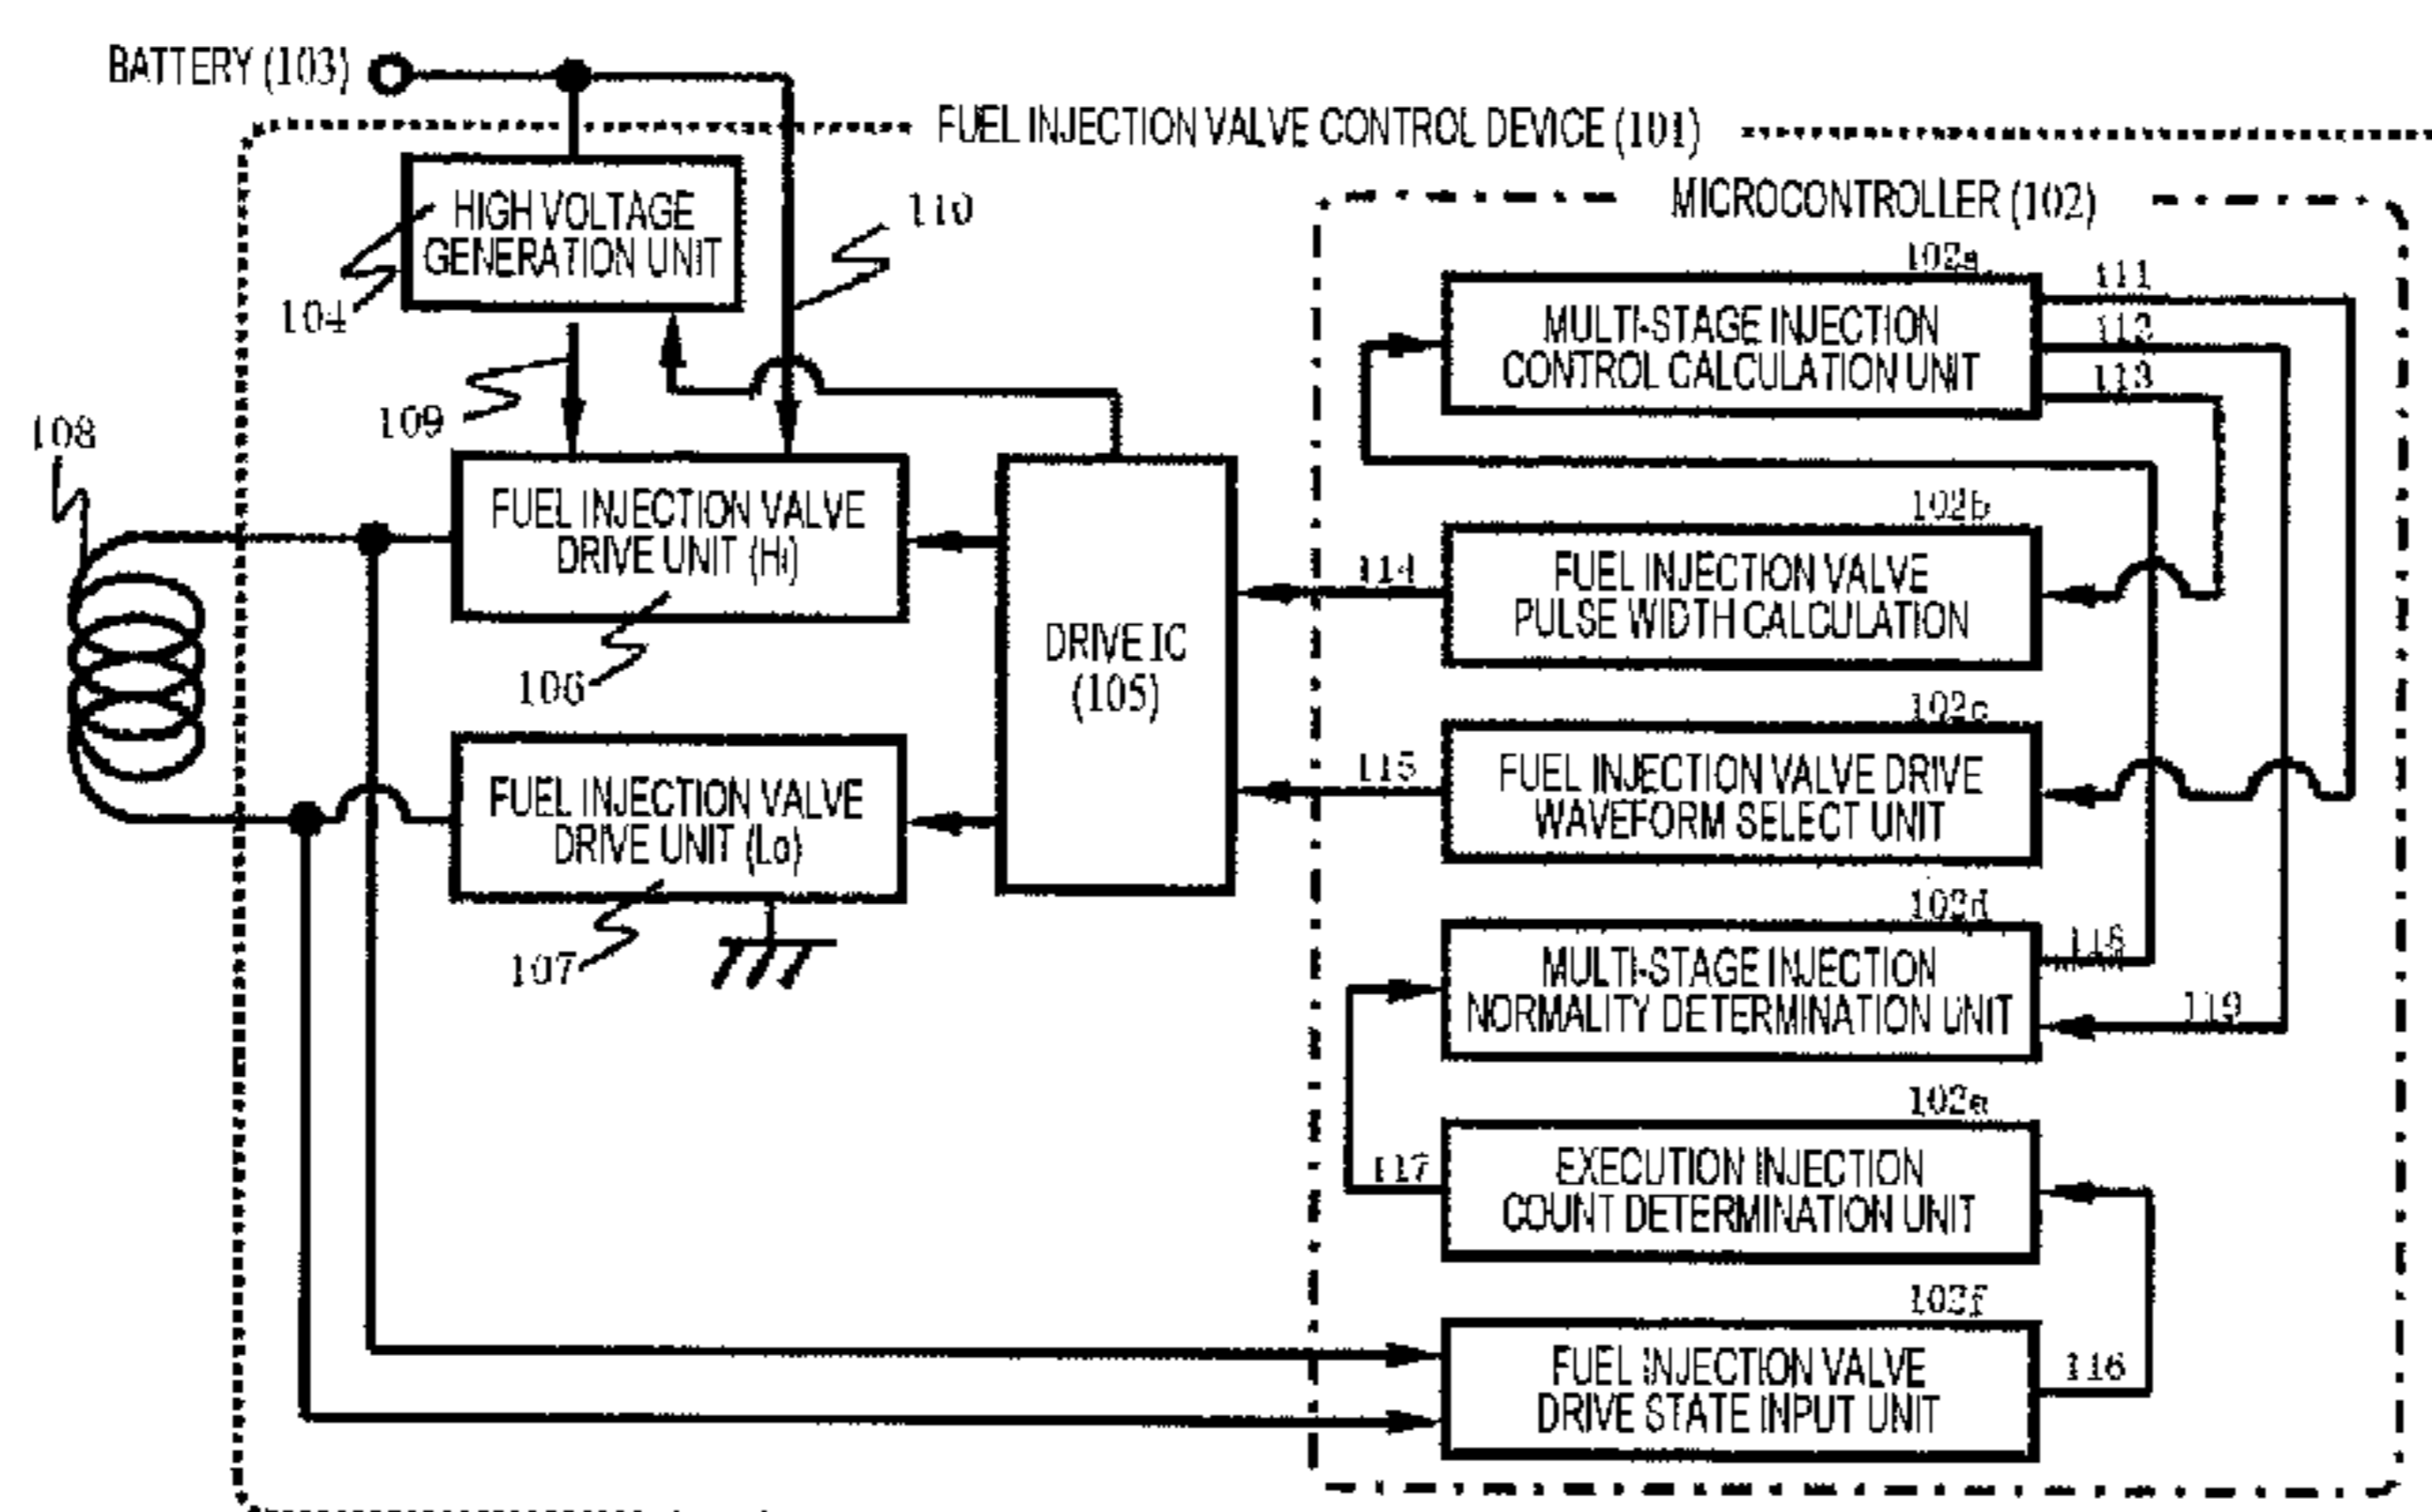 BATTERY (103)
FUEL INJECTION VALVE CONTROL DEVICE (101)
MICROCONTROLLER (102)
HIGH VOLTAGE
GENERATION UNIT
104
110
109
108
102a
MULTI-STAGE INJECTION
CONTROL CALCULATION UNIT
111
112
113
FUEL INJECTION VALVE
DRIVE UNIT (Hi)
106
DRIVE IC
(105)
114
102b
FUEL INJECTION VALVE
PULSE WIDTH CALCULATION
FUEL INJECTION VALVE
DRIVE UNIT (Lo)
107
115
102c
FUEL INJECTION VALVE DRIVE
WAVEFORM SELECT UNIT
102d
MULTI-STAGE INJECTION
NORMALITY DETERMINATION UNIT
119
117
102e
EXECUTION INJECTION
COUNT DETERMINATION UNIT
102f
FUEL INJECTION VALVE
DRIVE STATE INPUT UNIT
116